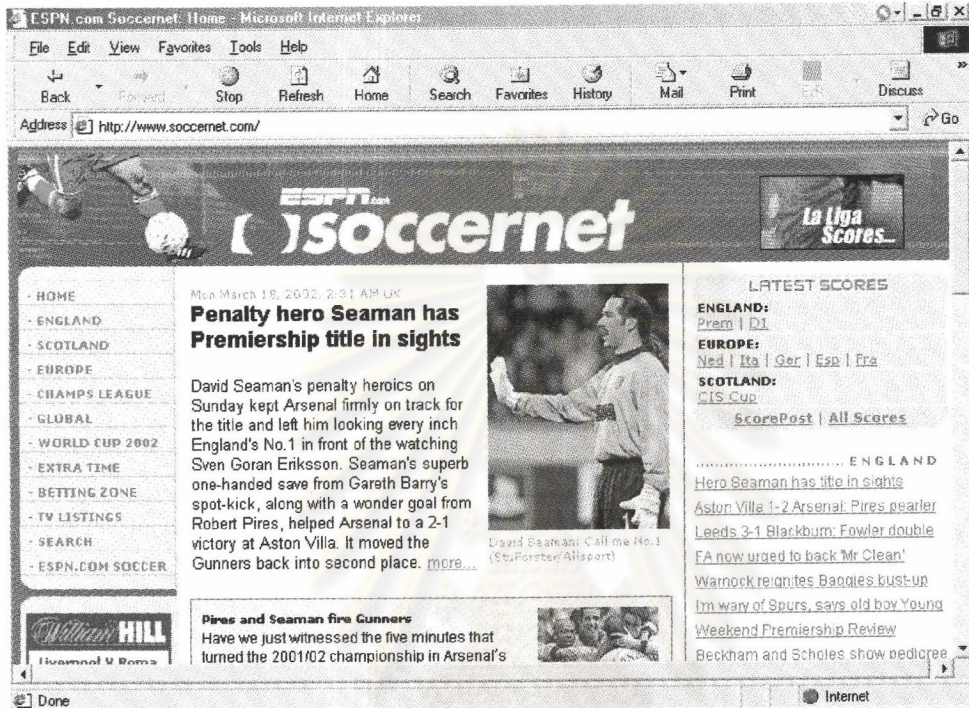 ESPN.com Soccernet: Home - Microsoft Internet Explorer
File Edit View Favorites Tools Help
Back Forward Stop Refresh Home Search Favorites History Mail Print Edit Discuss »
Address http://www.soccernet.com/ Go
ESPN.com
( ) soccernet
La Liga
Scores...
- HOME
- ENGLAND
- SCOTLAND
- EUROPE
- CHAMPS LEAGUE
- GLOBAL
- WORLD CUP 2002
- EXTRA TIME
- BETTING ZONE
- TV LISTINGS
- SEARCH
- ESPN.COM SOCCER
William HILL
Liverpool V Roma
Mon March 18, 2002, 2:31 AM UK
Penalty hero Seaman has
Premiership title in sights
David Seaman's penalty heroics on
Sunday kept Arsenal firmly on track for
the title and left him looking every inch
England's No.1 in front of the watching
Sven Goran Eriksson. Seaman's superb
one-handed save from Gareth Barry's
spot-kick, along with a wonder goal from
Robert Pires, helped Arsenal to a 2-1
victory at Aston Villa. It moved the
Gunners back into second place. more...
David Seaman: Call me No.1
(StuForster/Allsport)
Pires and Seaman fire Gunners
Have we just witnessed the five minutes that
turned the 2001/02 championship in Arsenal's
LATEST SCORES
ENGLAND:
Prem | D1
EUROPE:
Ned | Ita | Ger | Esp | Fra
SCOTLAND:
CIS Cup
ScorePost | All Scores
ENGLAND
Hero Seaman has title in sights
Aston Villa 1-2 Arsenal: Pires pearler
Leeds 3-1 Blackburn: Fowler double
FA now urged to back 'Mr Clean'
Warnock reignites Baggies bust-up
I'm wary of Spurs, says old boy Young
Weekend Premiership Review
Beckham and Scholes show pedigree
Done Internet